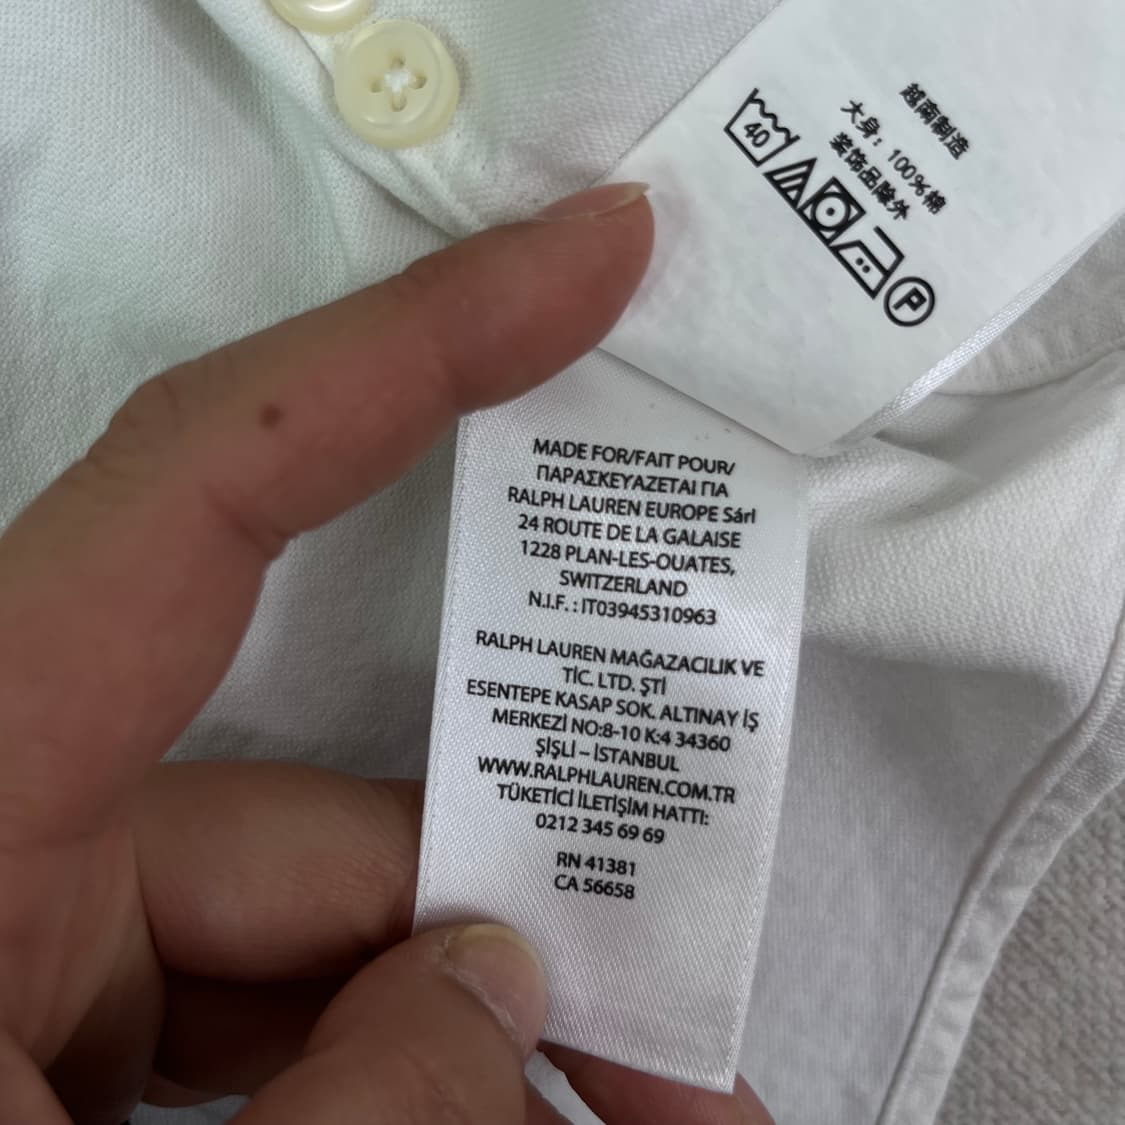 越南制造
大身：100%棉
装饰品除外
40
P
MADE FOR/FAIT POUR/
ΠΑΡΑΣΚΕΥΑΖΕΤΑΙ ΓΙΑ
RALPH LAUREN EUROPE Sárl
24 ROUTE DE LA GALAISE
1228 PLAN-LES-OUATES,
SWITZERLAND
N.I.F. : IT03945310963
RALPH LAUREN MAĞAZACILIK VE
TİC. LTD. ŞTİ
ESENTEPE KASAP SOK. ALTINAY İŞ
MERKEZİ NO:8-10 K:4 34360
ŞİŞLİ – İSTANBUL
WWW.RALPHLAUREN.COM.TR
TÜKETİCİ İLETİŞİM HATTI:
0212 345 69 69
RN 41381
CA 56658